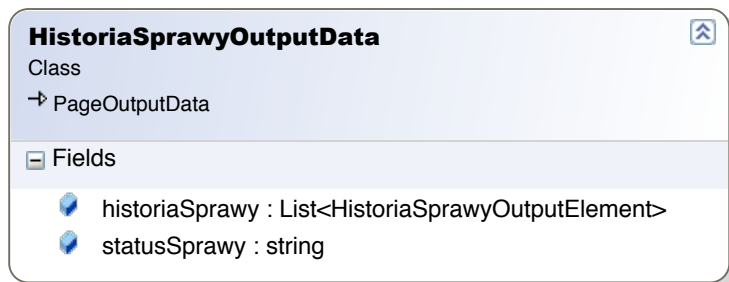 HistoriaSprawyOutputData
Class
PageOutputData
Fields
historiaSprawy : List<HistoriaSprawyOutputElement>
statusSprawy : string